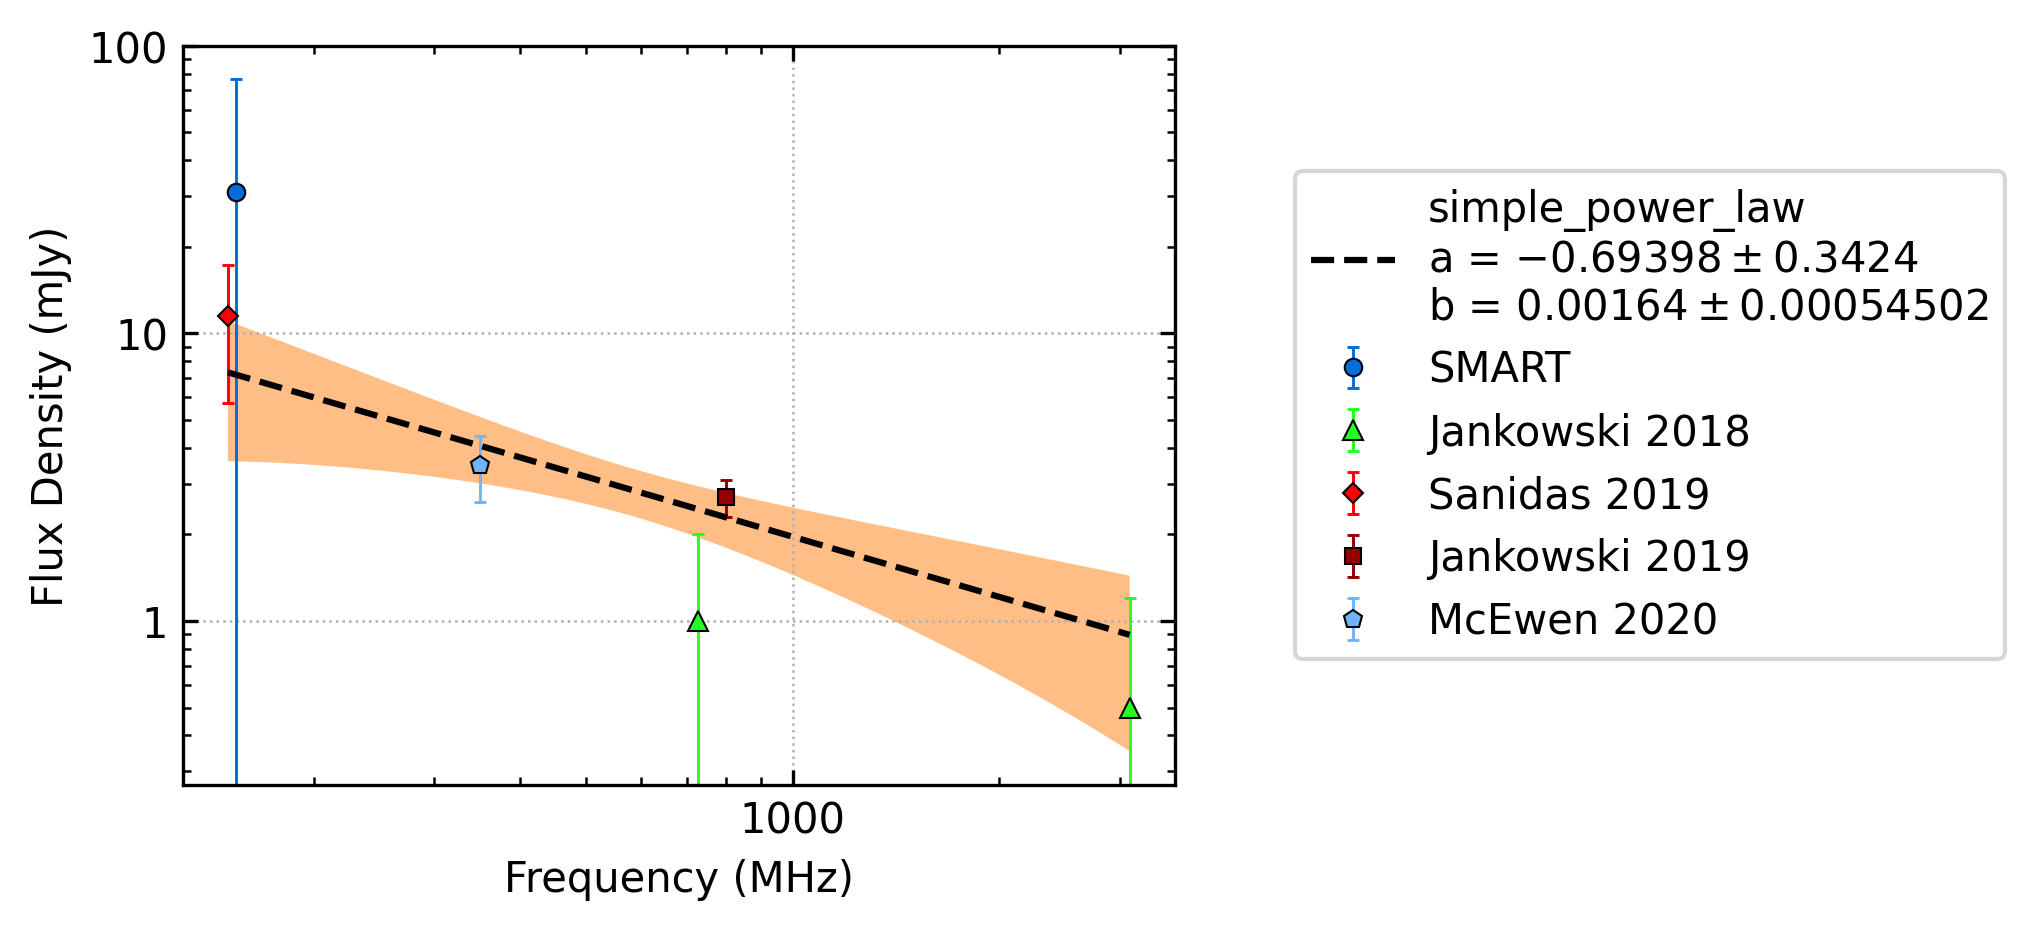 100
10
1
Flux Density (mJy)
1000
Frequency (MHz)
simple_power_law
a = −0.69398 ± 0.3424
b = 0.00164 ± 0.00054502
SMART
Jankowski 2018
Sanidas 2019
Jankowski 2019
McEwen 2020